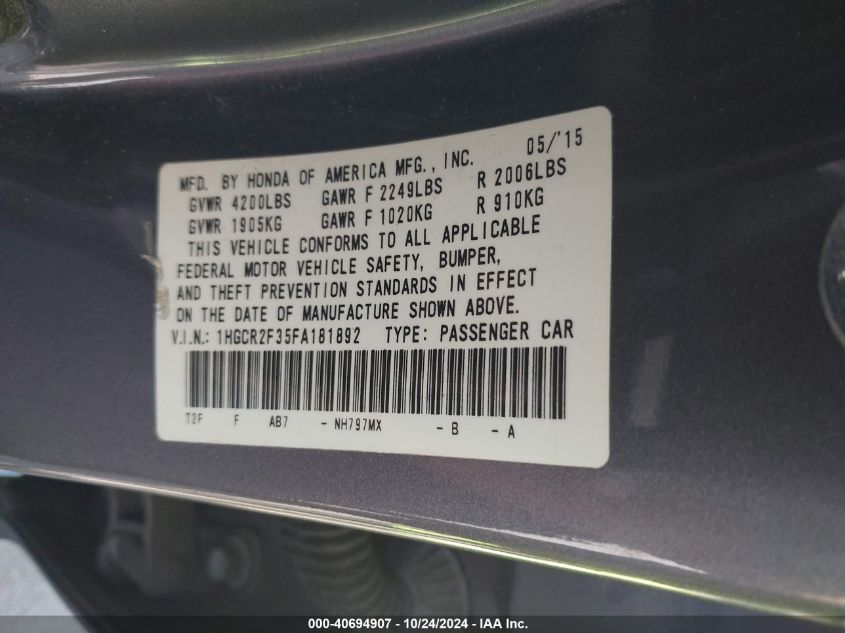 05/'15
MFD. BY HONDA OF AMERICA MFG., INC.
GVWR 4200LBS GAWR F 2249LBS R 2006LBS
GVWR 1905KG GAWR F 1020KG R 910KG
THIS VEHICLE CONFORMS TO ALL APPLICABLE
FEDERAL MOTOR VEHICLE SAFETY, BUMPER,
AND THEFT PREVENTION STANDARDS IN EFFECT
ON THE DATE OF MANUFACTURE SHOWN ABOVE.
V.I.N.: 1HGCR2F35FA181892 TYPE: PASSENGER CAR
T2F F AB7 - NH797MX - B - A
000-40694907 - 10/24/2024 - IAA Inc.